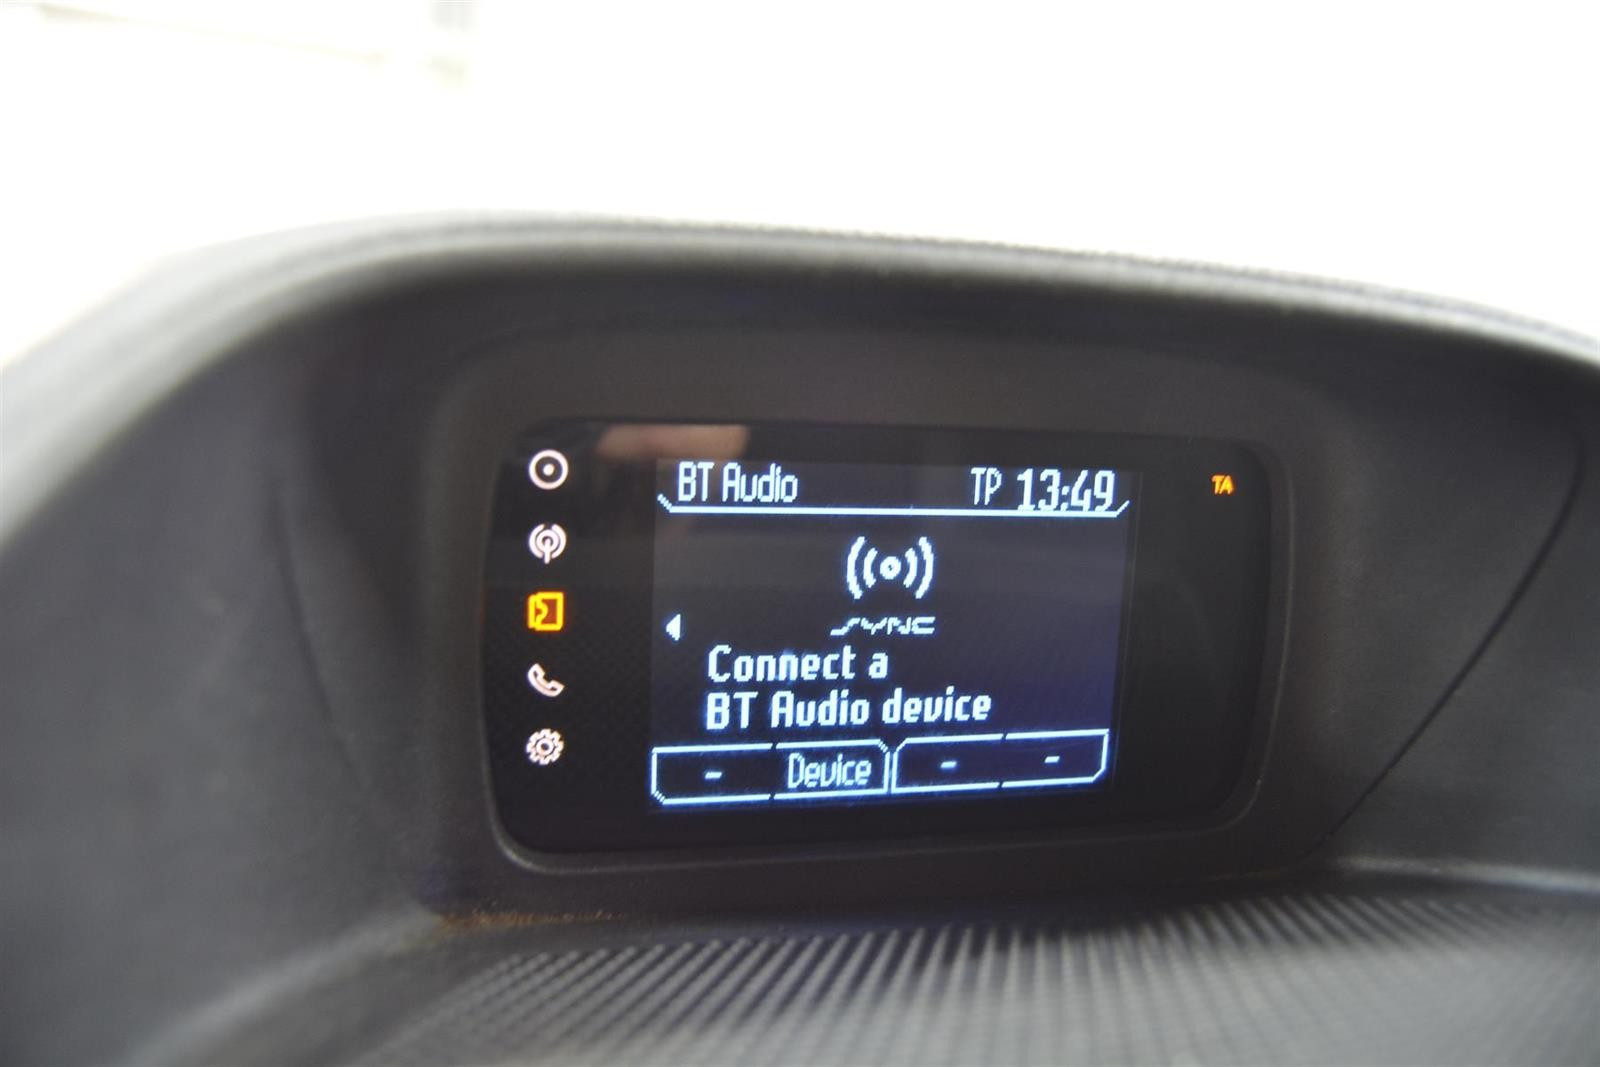 BT Audio TP 13:49
TA
SYNC
Connect a
BT Audio device
- Device - -